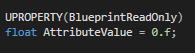 UPROPERTY(BlueprintReadOnly)
float AttributeValue = 0.f;